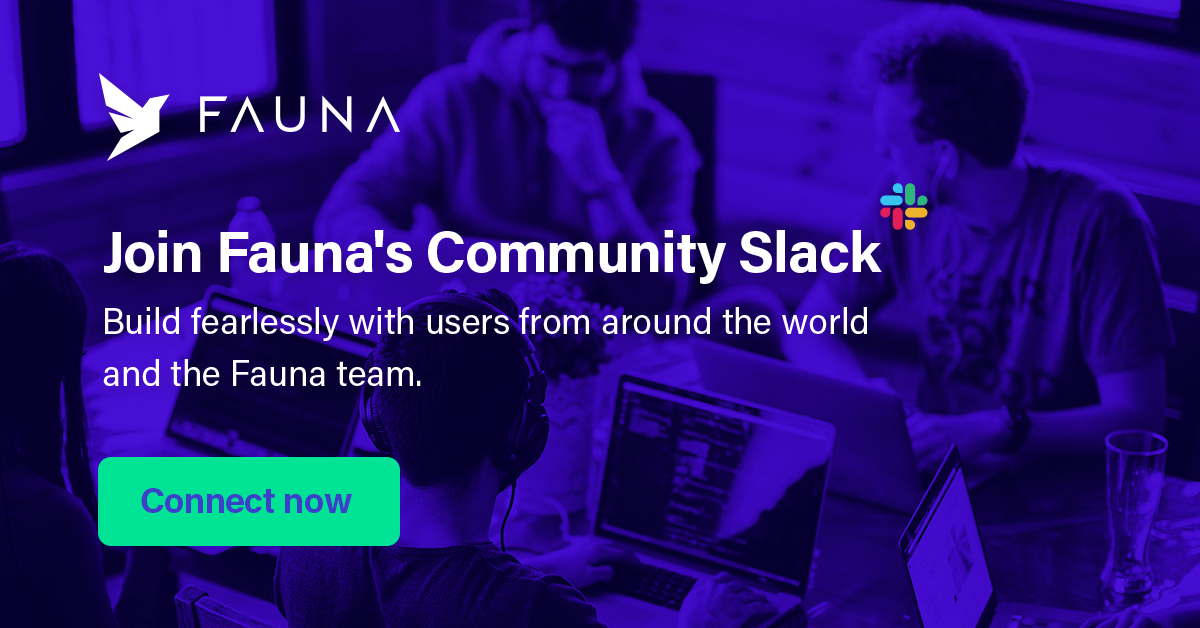 FAUNA
Join Fauna's Community Slack
Build fearlessly with users from around the world
and the Fauna team.
Connect now